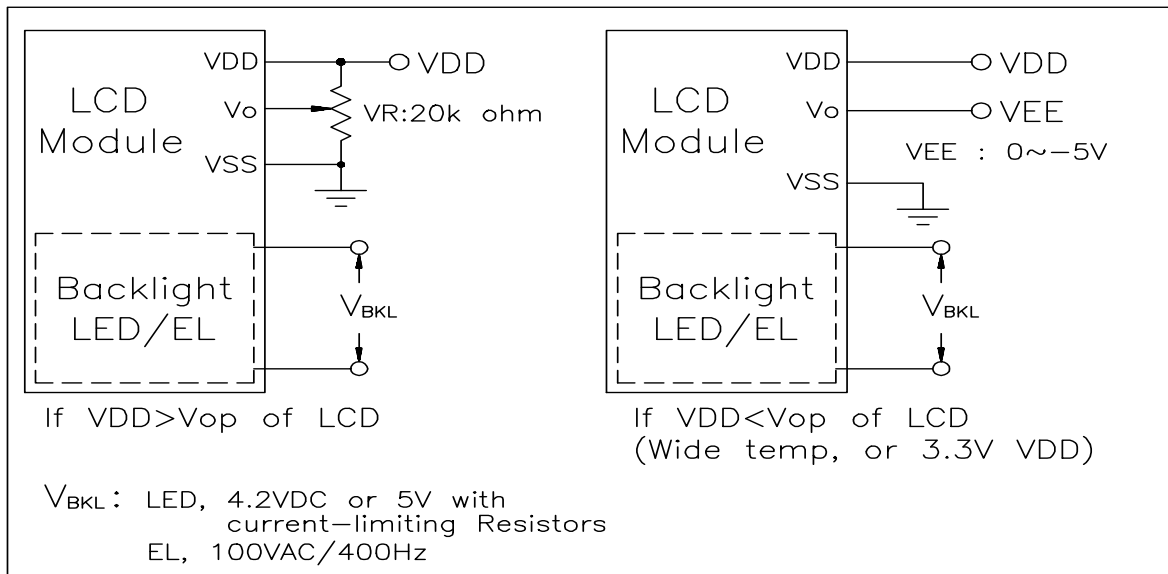 LCD
Module
VDD
Vo
VSS
VDD
VR:20k ohm
Backlight
LED/EL
VBKL
If VDD>Vop of LCD
LCD
Module
VDD
Vo
VSS
VDD
VEE
VEE : 0~-5V
Backlight
LED/EL
VBKL
If VDD<Vop of LCD
(Wide temp, or 3.3V VDD)
VBKL: LED, 4.2VDC or 5V with
current-limiting Resistors
EL, 100VAC/400Hz